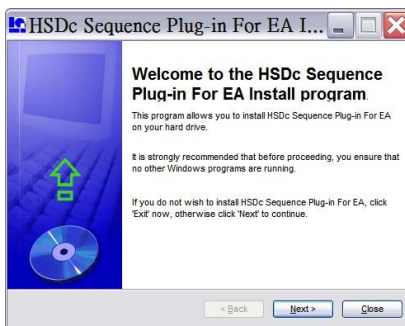 HSDc Sequence Plug-in For EA I...
Welcome to the HSDc Sequence
Plug-in For EA Install program.
This program allows you to install HSDc Sequence Plug-in For EA
on your hard drive.
It is strongly recommended that before proceeding, you ensure that
no other Windows programs are running.
If you do not wish to install HSDc Sequence Plug-in For EA, click
'Exit' now, otherwise click 'Next' to continue.
< Back Next > Close